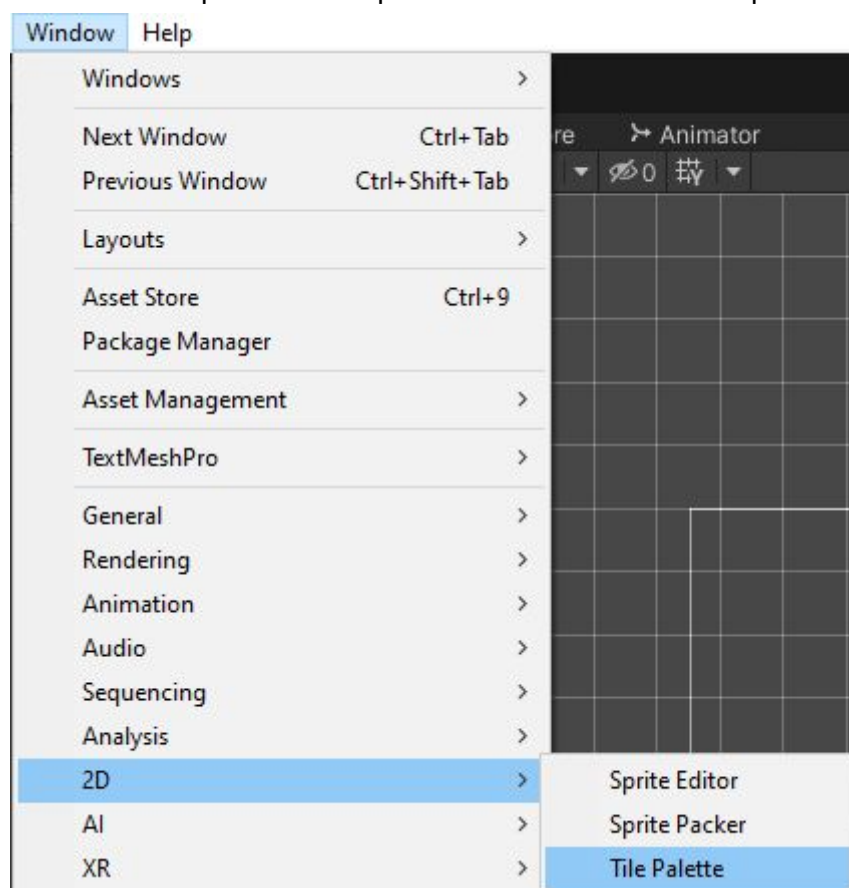 Window Help
Windows >
Next Window Ctrl+Tab
re Animator
Previous Window Ctrl+Shift+Tab
0
Layouts >
Asset Store Ctrl+9
Package Manager
Asset Management >
TextMeshPro >
General >
Rendering >
Animation >
Audio >
Sequencing >
Analysis >
2D >
Sprite Editor
AI >
Sprite Packer
XR >
Tile Palette